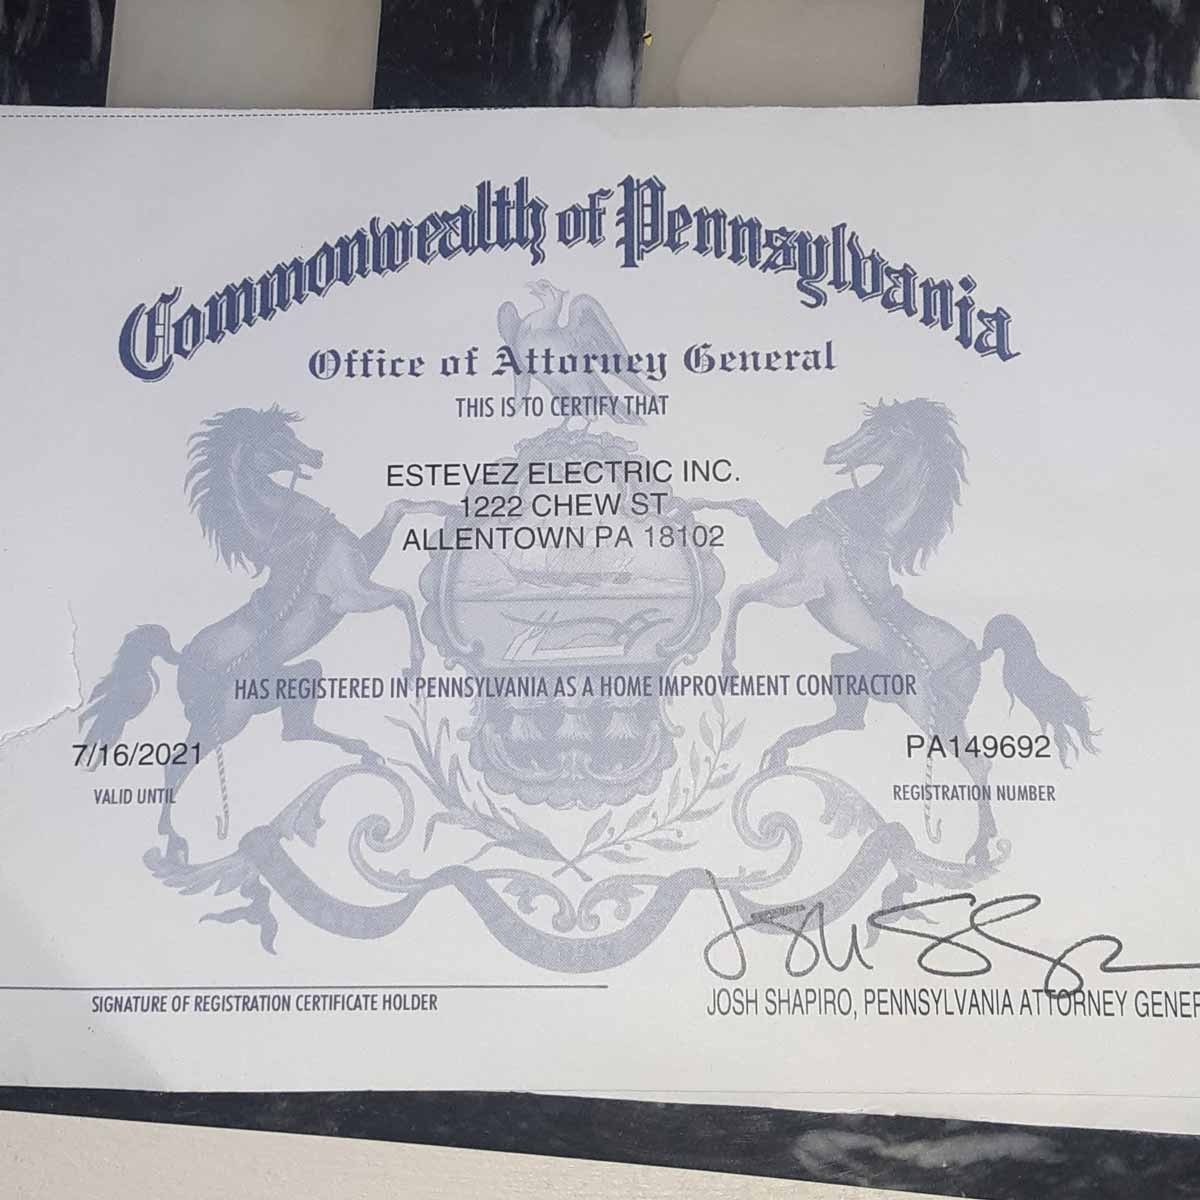 Commonwealth of Pennsylvania
Office of Attorney General
THIS IS TO CERTIFY THAT
ESTEVEZ ELECTRIC INC.
1222 CHEW ST
ALLENTOWN PA 18102
HAS REGISTERED IN PENNSYLVANIA AS A HOME IMPROVEMENT CONTRACTOR
7/16/2021
VALID UNTIL
PA149692
REGISTRATION NUMBER
Josh Shapiro
SIGNATURE OF REGISTRATION CERTIFICATE HOLDER
JOSH SHAPIRO, PENNSYLVANIA ATTORNEY GENER